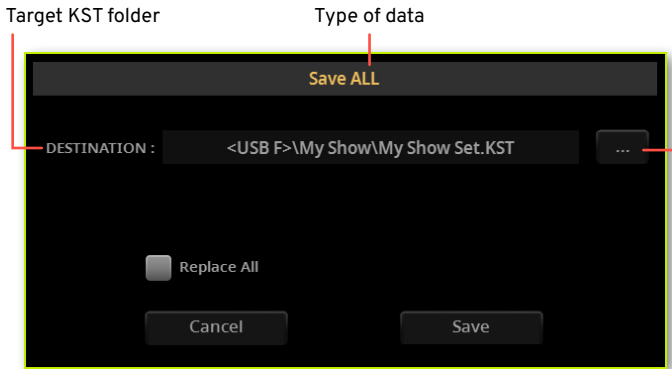 Target KST folder
Type of data
Save ALL
DESTINATION :
<USB F>\My Show\My Show Set.KST
...
Replace All
Cancel
Save